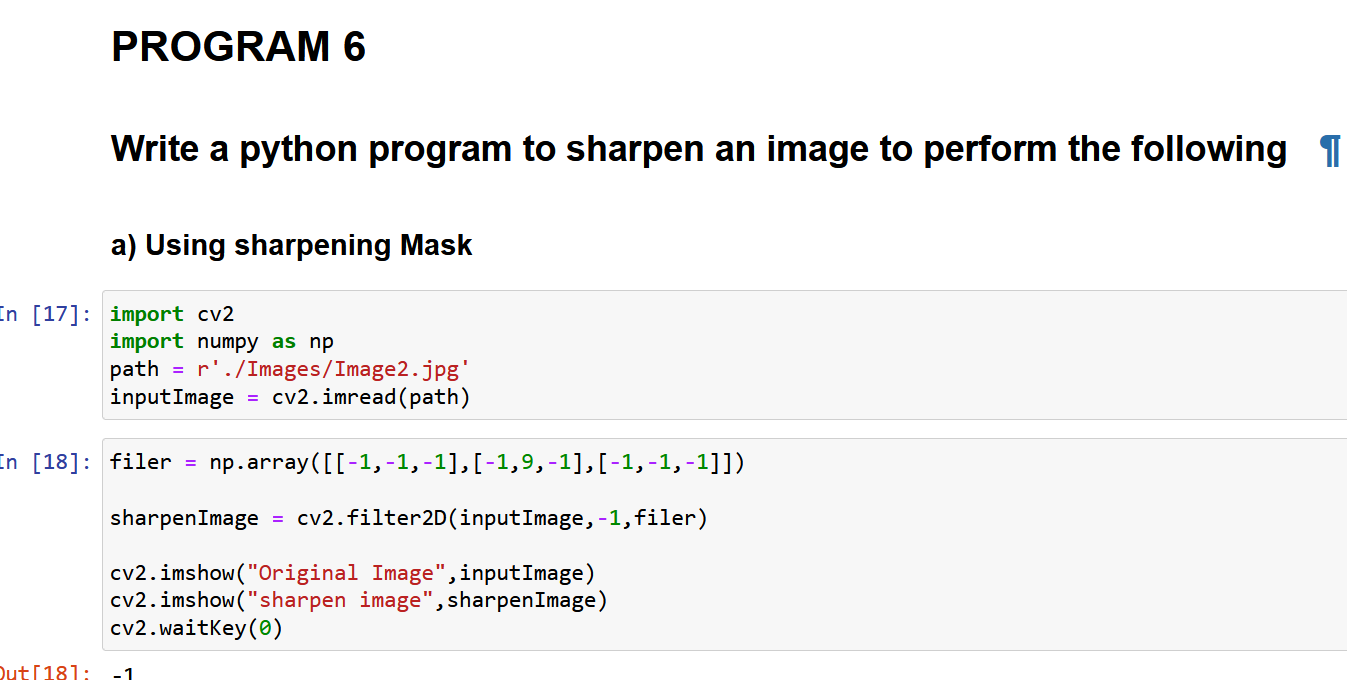 PROGRAM 6
Write a python program to sharpen an image to perform the following ¶
a) Using sharpening Mask
In [17]:
import cv2
import numpy as np
path = r'./Images/Image2.jpg'
inputImage = cv2.imread(path)
In [18]:
filer = np.array([[-1,-1,-1],[-1,9,-1],[-1,-1,-1]])
sharpenImage = cv2.filter2D(inputImage,-1,filer)
cv2.imshow("Original Image",inputImage)
cv2.imshow("sharpen image",sharpenImage)
cv2.waitKey(0)
Out[18]: -1